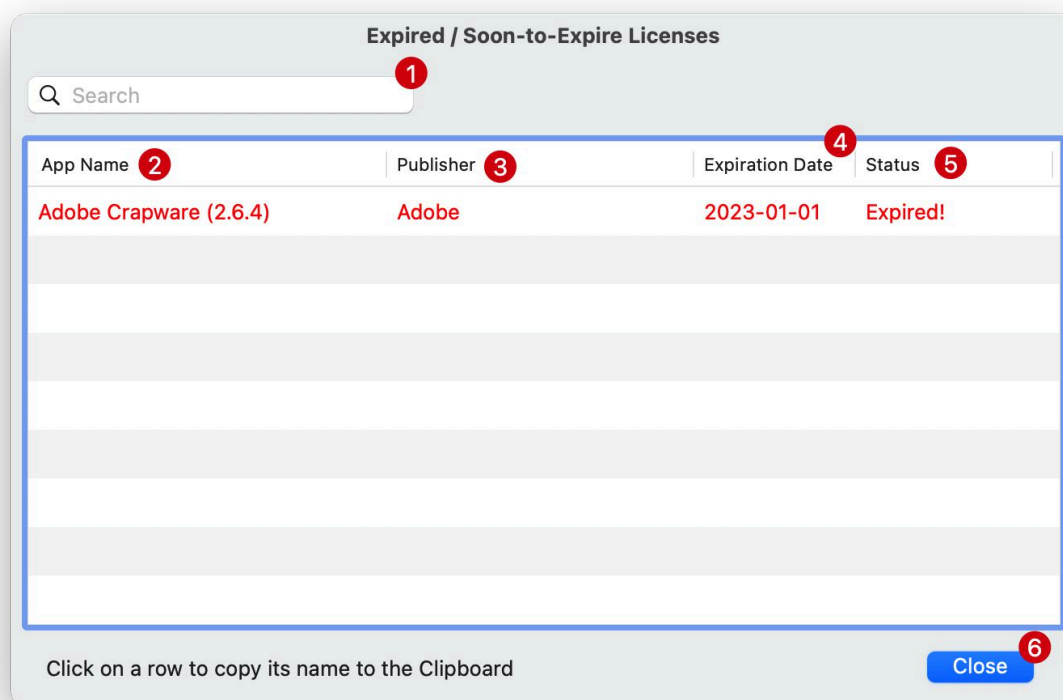 Expired / Soon-to-Expire Licenses
1
Search
4
App Name 2 Publisher 3 Expiration Date Status 5
Adobe Crapware (2.6.4) Adobe 2023-01-01 Expired!
6
Click on a row to copy its name to the Clipboard Close